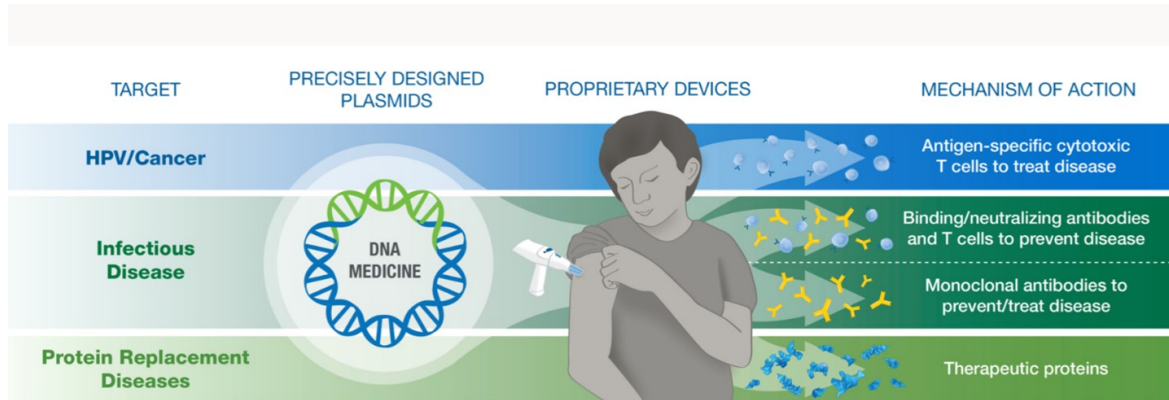 TARGET
PRECISELY DESIGNED
PLASMIDS
PROPRIETARY DEVICES
MECHANISM OF ACTION
HPV/Cancer
Antigen-specific cytotoxic
T cells to treat disease
Infectious
Disease
DNA
MEDICINE
Binding/neutralizing antibodies
and T cells to prevent disease
Monoclonal antibodies to
prevent/treat disease
Protein Replacement
Diseases
Therapeutic proteins